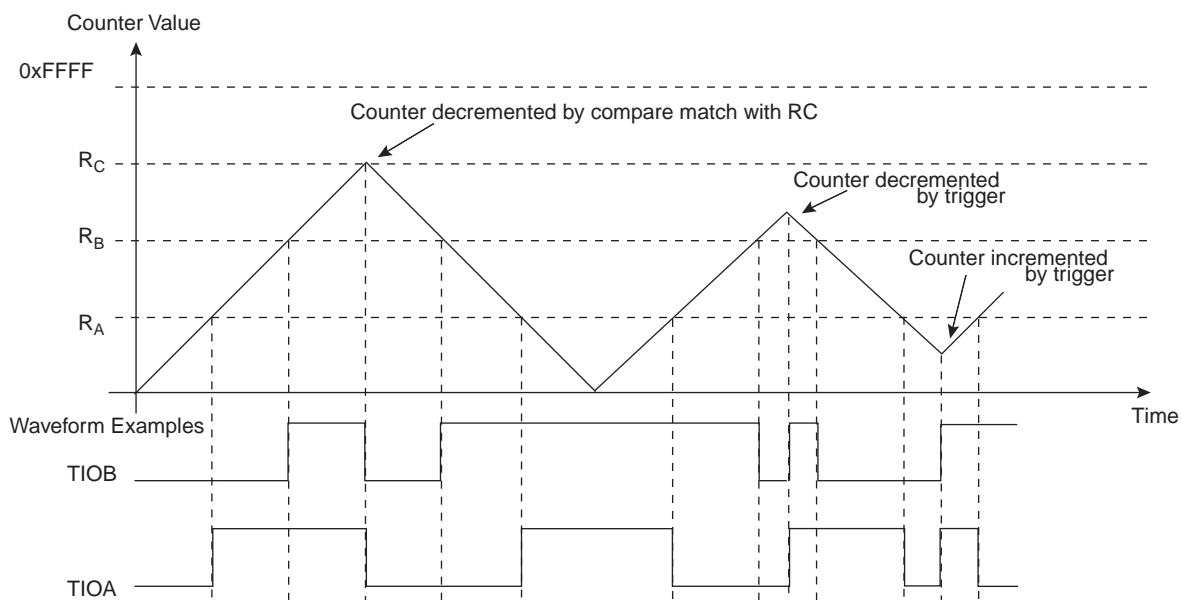 Counter Value
0xFFFF
Counter decremented by compare match with RC
RC
Counter decremented
by trigger
RB
Counter incremented
by trigger
RA
Time
Waveform Examples
TIOB
TIOA